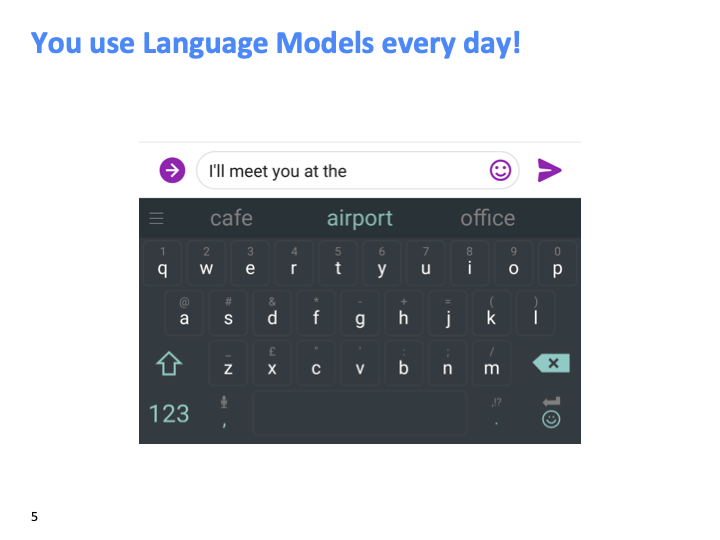 You use Language Models every day!
I'll meet you at the
cafe airport office
1 2 3 4 5 6 7 8 9 0
q w e r t y u i o p
@ # & * - + = ( )
a s d f g h j k l
_ £ " ' : ; /
z x c v b n m
123 , .
,!?
5